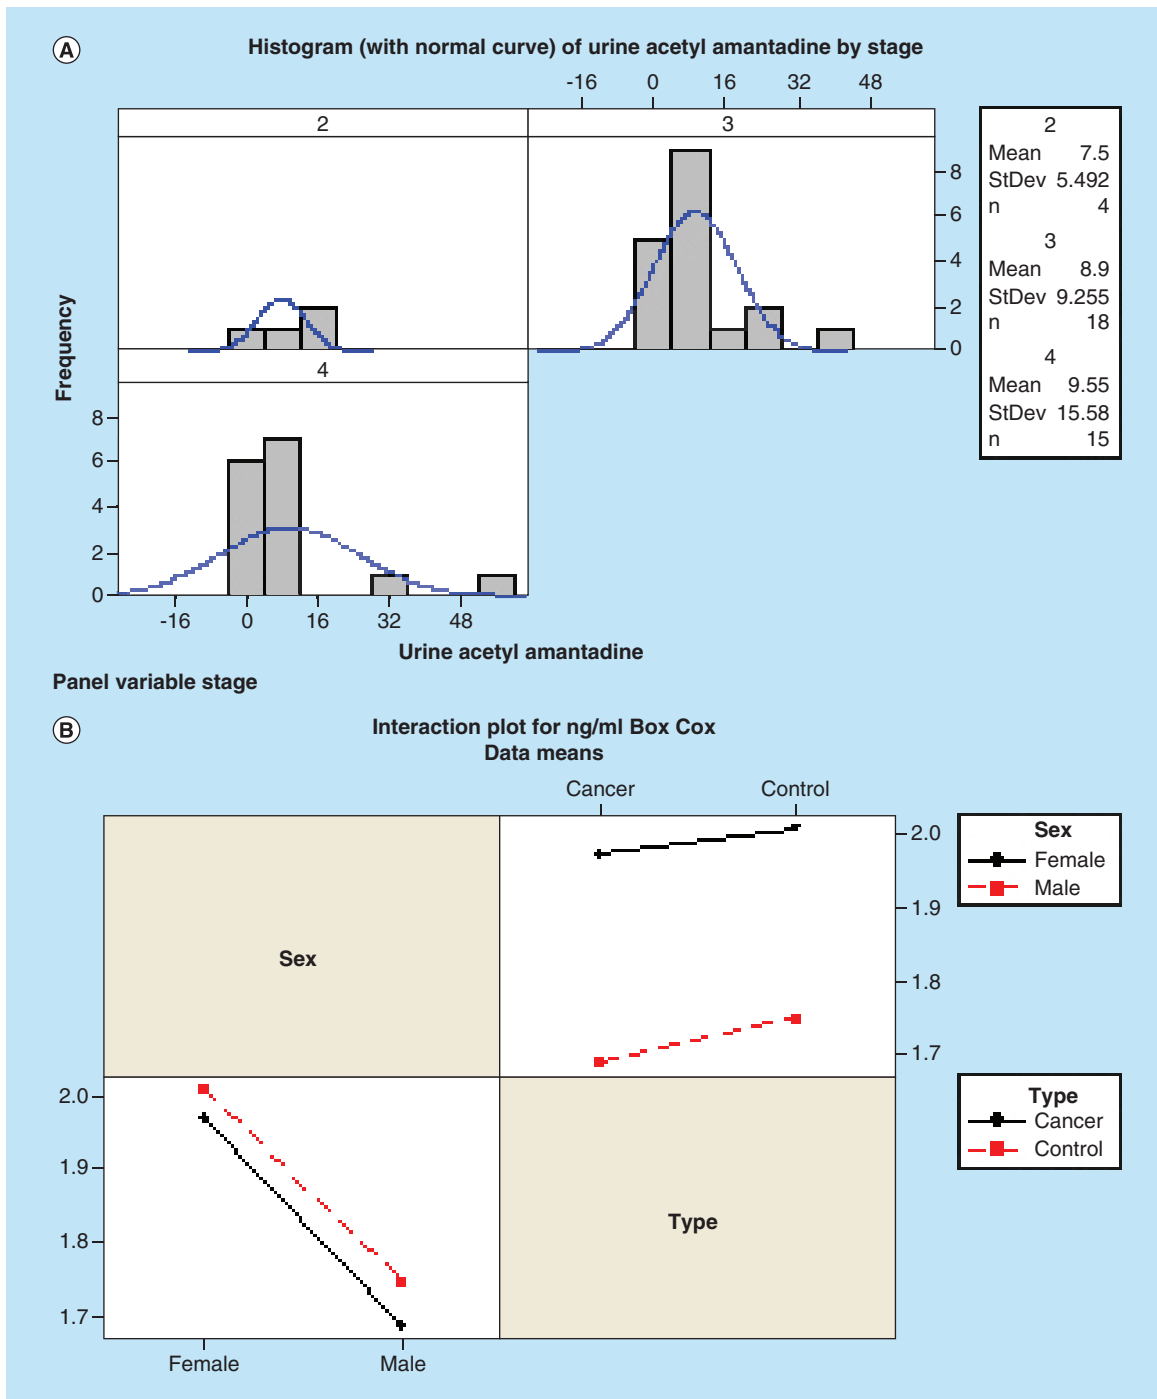 A
Histogram (with normal curve) of urine acetyl amantadine by stage
-16 0 16 32 48
2 3
8
6
4
2
0
2
Mean 7.5
StDev 5.492
n 4
3
Mean 8.9
StDev 9.255
n 18
4
Mean 9.55
StDev 15.58
n 15
Frequency
4
8
6
4
2
0
-16 0 16 32 48
Urine acetyl amantadine
Panel variable stage
B
Interaction plot for ng/ml Box Cox
Data means
Cancer Control
Sex
2.0
1.9
1.8
1.7
Sex
Female
Male
2.0
1.9
1.8
1.7
Type
Female Male
Type
Cancer
Control